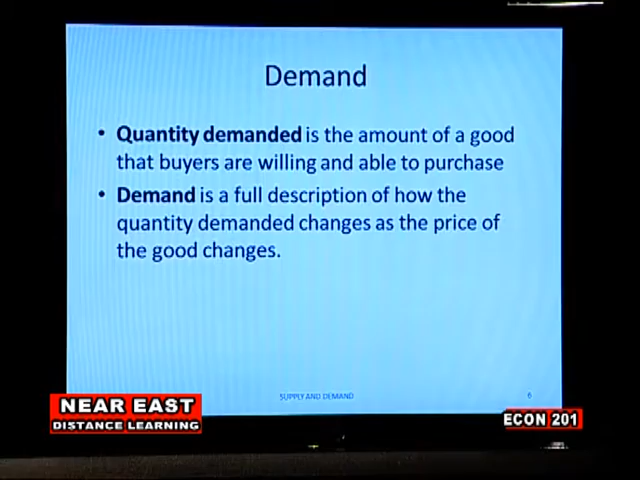 Demand
• Quantity demanded is the amount of a good
that buyers are willing and able to purchase
• Demand is a full description of how the
quantity demanded changes as the price of
the good changes.
SUPPLY AND DEMAND
6
NEAR EAST
DISTANCE LEARNING
ECON 201